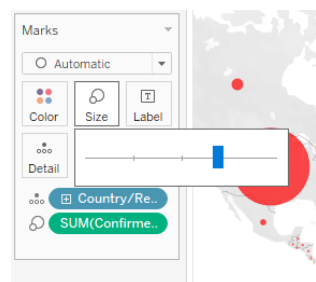 Marks
Automatic
Color Size Label
T
Detail
Country/Re..
SUM(Confirme..